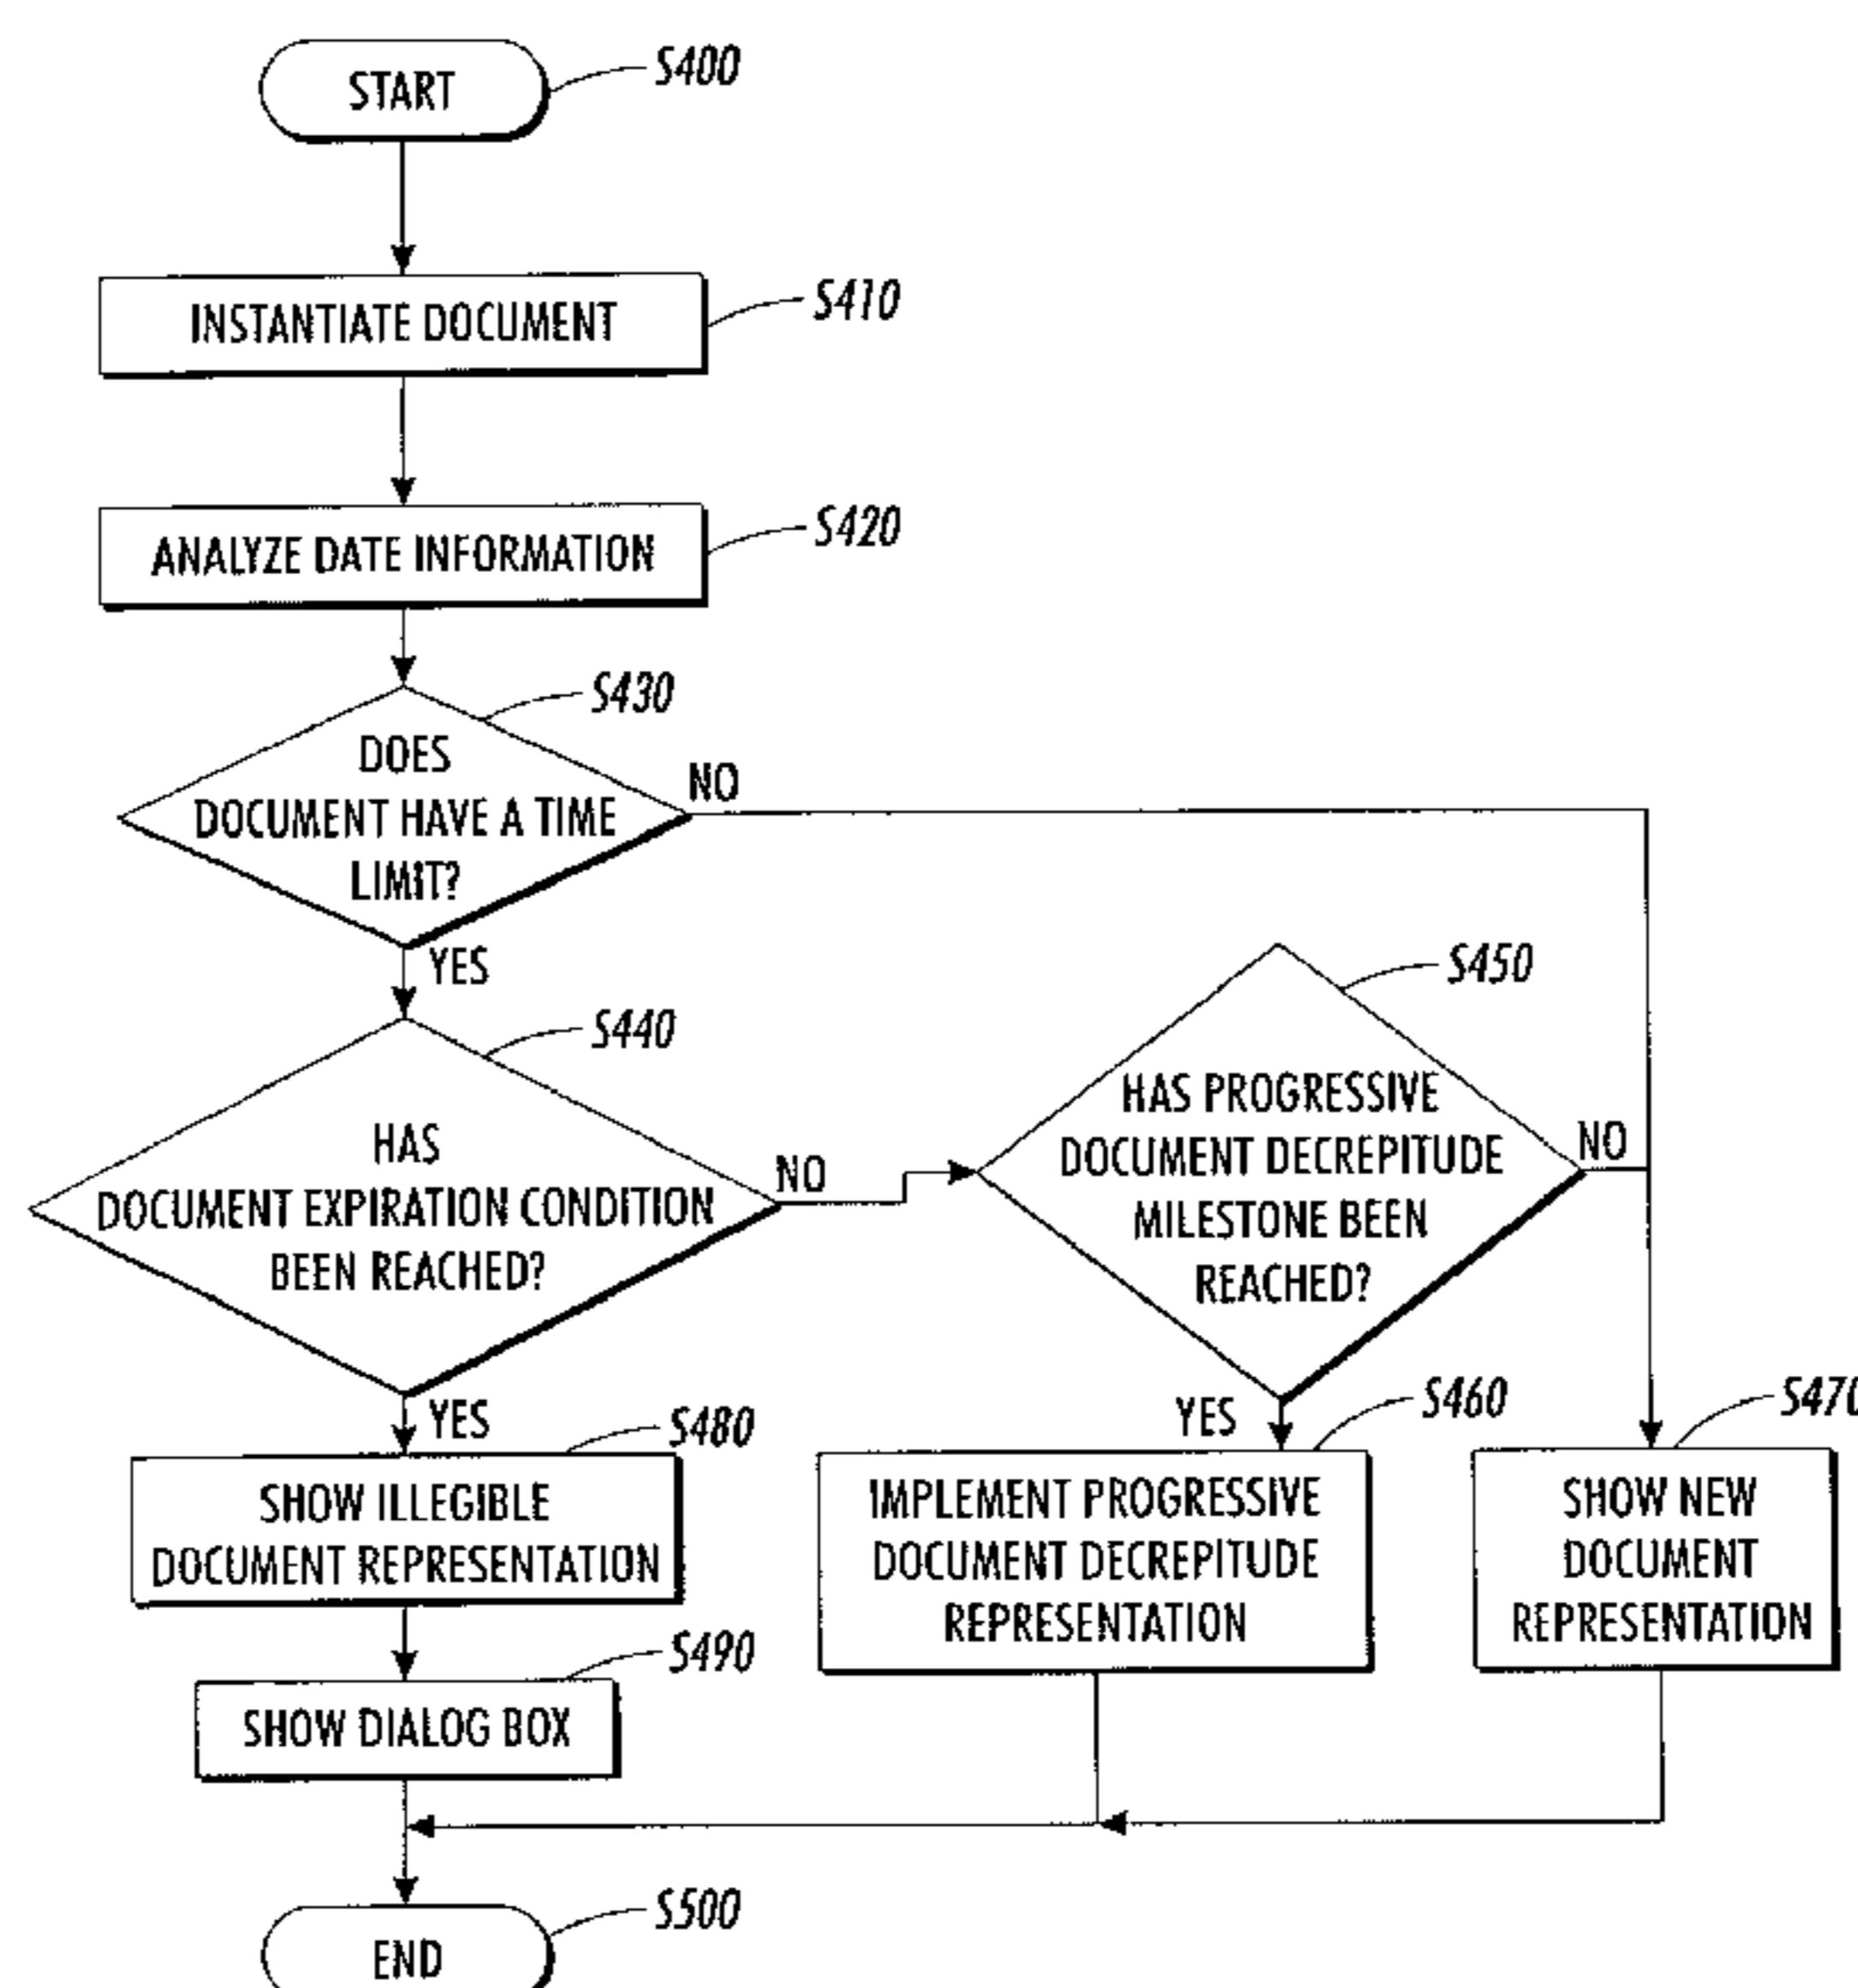 START
S400
INSTANTIATE DOCUMENT
S410
ANALYZE DATE INFORMATION
S420
S430
DOES
DOCUMENT HAVE A TIME
LIMIT?
NO
YES
S440
HAS
DOCUMENT EXPIRATION CONDITION
BEEN REACHED?
NO
YES
S450
HAS PROGRESSIVE
DOCUMENT DECREPITUDE
MILESTONE BEEN
REACHED?
NO
YES
S460
IMPLEMENT PROGRESSIVE
DOCUMENT DECREPITUDE
REPRESENTATION
S470
SHOW NEW
DOCUMENT
REPRESENTATION
S480
SHOW ILLEGIBLE
DOCUMENT REPRESENTATION
S490
SHOW DIALOG BOX
S500
END